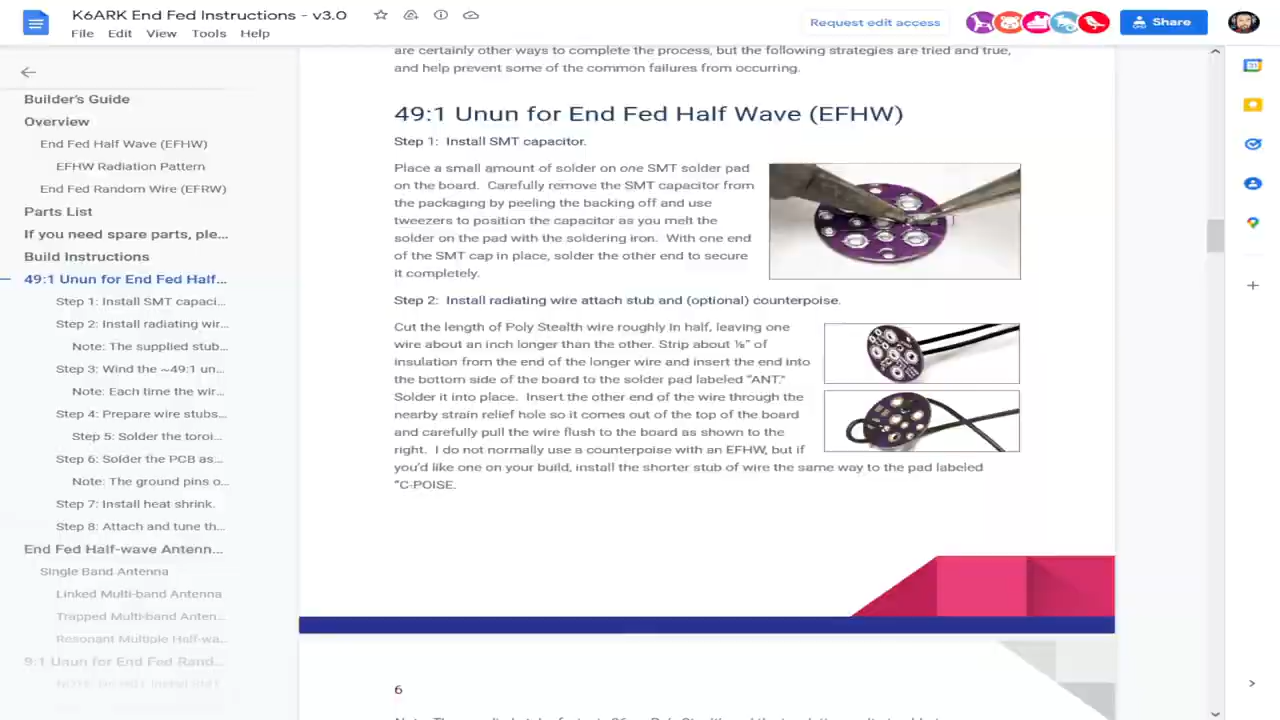 K6ARK End Fed Instructions - v3.0
File Edit View Tools Help
Request edit access
Share
Builder's Guide
Overview
End Fed Half Wave (EFHW)
EFHW Radiation Pattern
End Fed Random Wire (EFRW)
Parts List
If you need spare parts, ple...
Build Instructions
49:1 Unun for End Fed Half...
Step 1: Install SMT capaci...
Step 2: Install radiating wir...
Note: The supplied stub...
Step 3: Wind the ~49:1 un...
Note: Each time the wir...
Step 4: Prepare wire stubs...
Step 5: Solder the toroi...
Step 6: Solder the PCB as...
Note: The ground pins o...
Step 7: Install heat shrink.
Step 8: Attach and tune th...
End Fed Half-wave Antenn...
Single Band Antenna
Linked Multi-band Antenna
Trapped Multi-band Anten...
Resonant Multiple Half-wa...
9:1 Unun for End Fed Rand...
are certainly other ways to complete the process, but the following strategies are tried and true,
and help prevent some of the common failures from occurring.
49:1 Unun for End Fed Half Wave (EFHW)
Step 1: Install SMT capacitor.
Place a small amount of solder on one SMT solder pad
on the board. Carefully remove the SMT capacitor from
the packaging by peeling the backing off and use
tweezers to position the capacitor as you melt the
solder on the pad with the soldering iron. With one end
of the SMT cap in place, solder the other end to secure
it completely.
Step 2: Install radiating wire attach stub and (optional) counterpoise.
Cut the length of Poly Stealth wire roughly in half, leaving one
wire about an inch longer than the other. Strip about ⅛” of
insulation from the end of the longer wire and insert the end into
the bottom side of the board to the solder pad labeled “ANT.”
Solder it into place. Insert the other end of the wire through the
nearby strain relief hole so it comes out of the top of the board
and carefully pull the wire flush to the board as shown to the
right. I do not normally use a counterpoise with an EFHW, but if
you’d like one on your build, install the shorter stub of wire the same way to the pad labeled
“C-POISE.
6